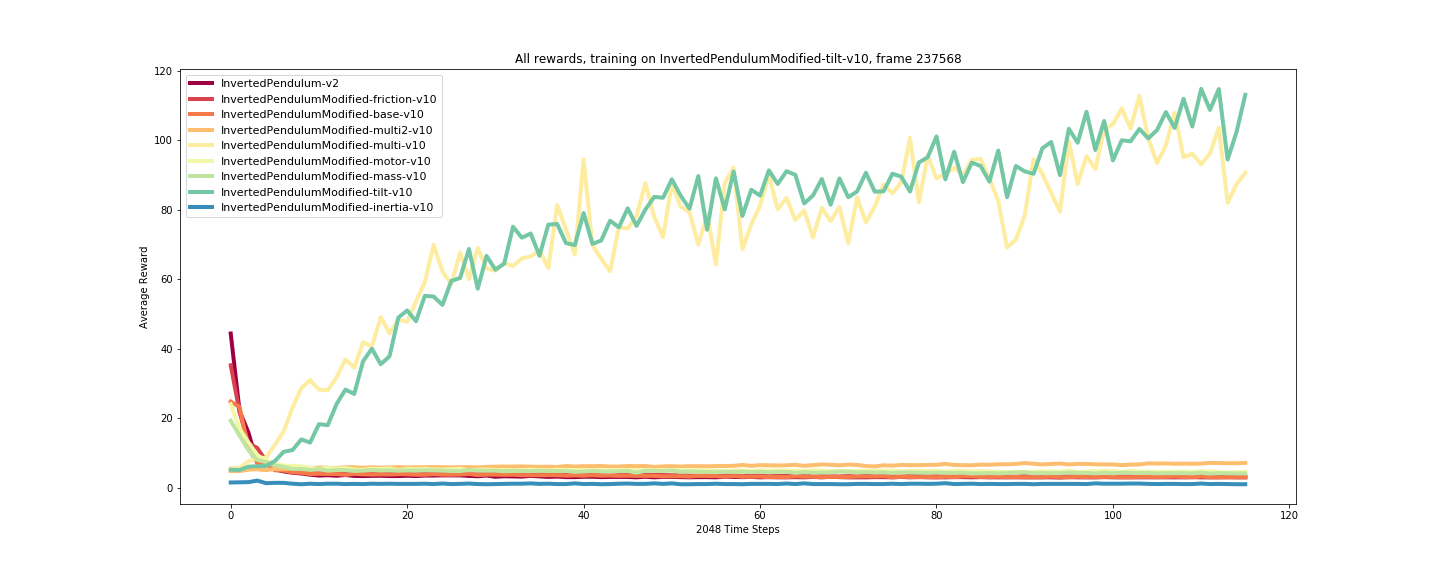 All rewards, training on InvertedPendulumModified-tilt-v10, frame 237568
120
100
80
60
40
20
0
Average Reward
InvertedPendulum-v2
InvertedPendulumModified-friction-v10
InvertedPendulumModified-base-v10
InvertedPendulumModified-multi2-v10
InvertedPendulumModified-multi-v10
InvertedPendulumModified-motor-v10
InvertedPendulumModified-mass-v10
InvertedPendulumModified-tilt-v10
InvertedPendulumModified-inertia-v10
0 20 40 60 80 100 120
2048 Time Steps